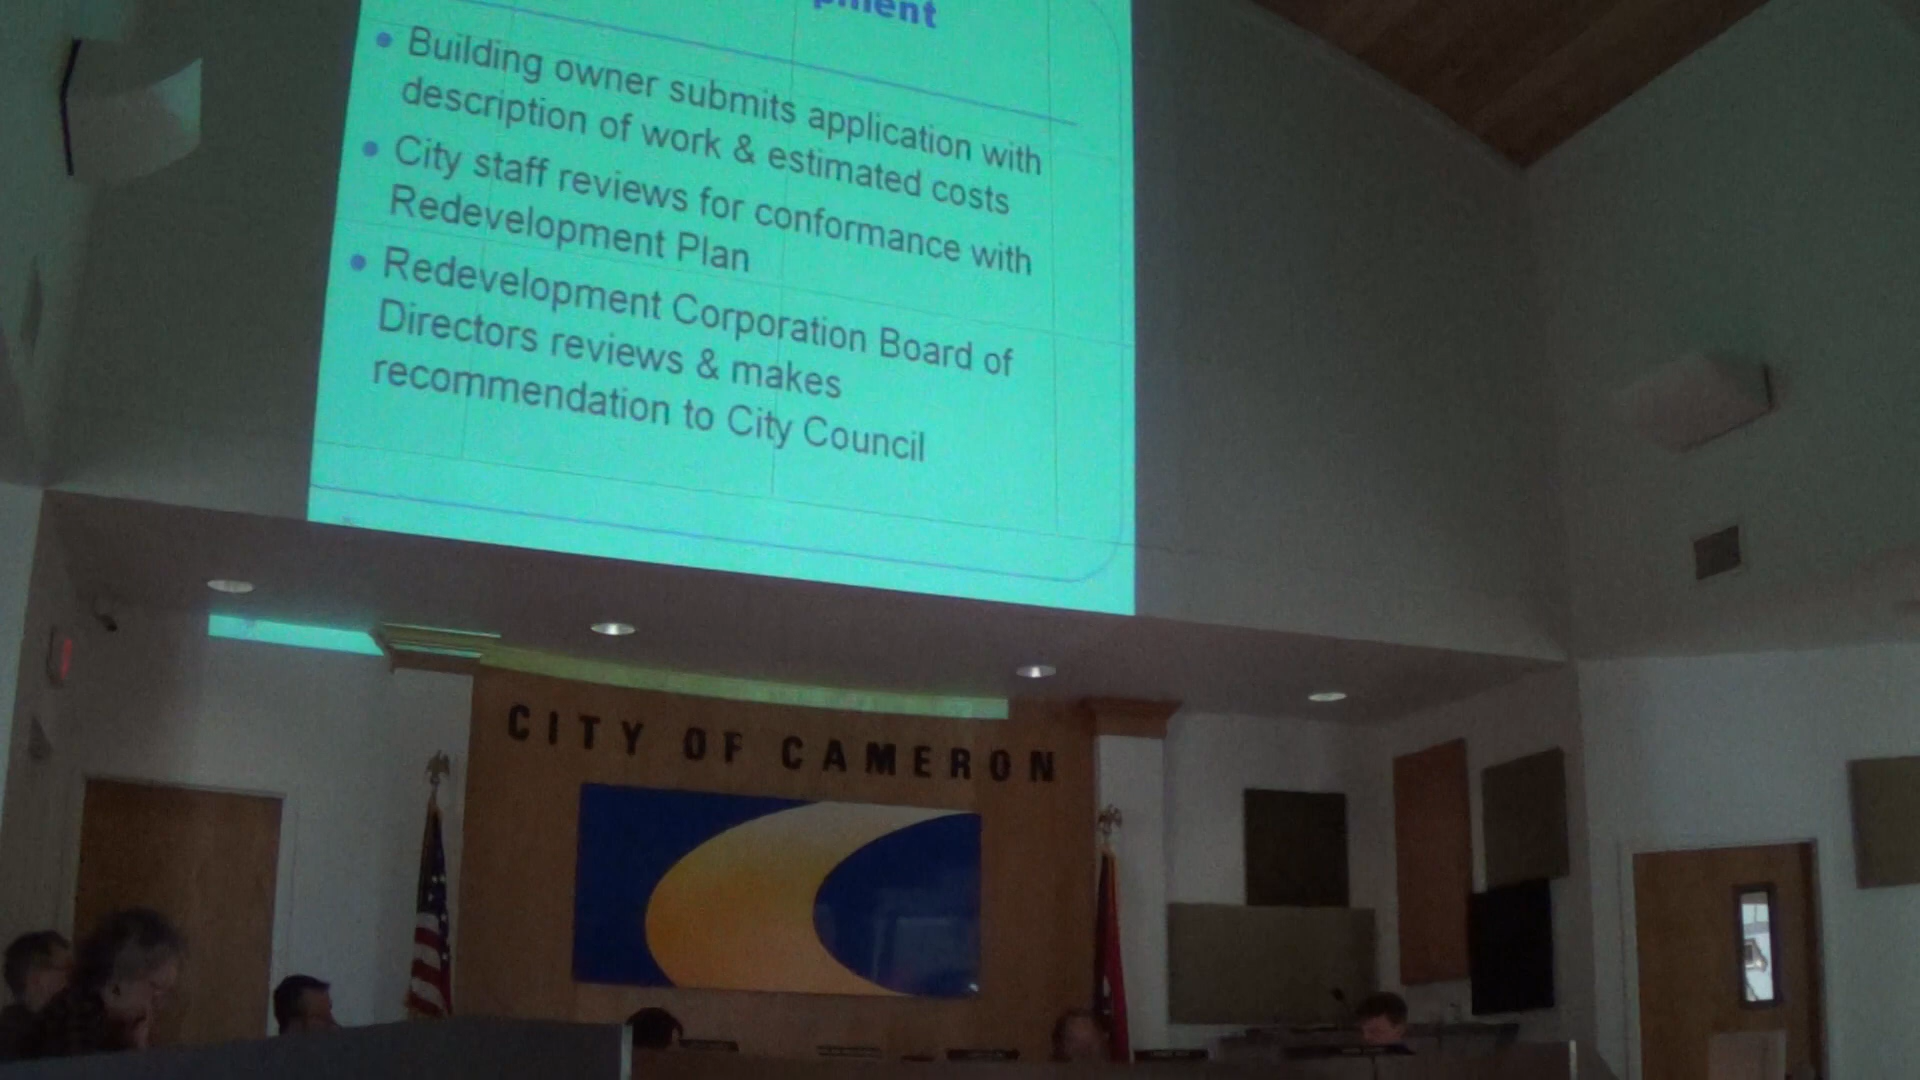 Building owner submits application with
description of work & estimated costs
City staff reviews for conformance with
Redevelopment Plan
Redevelopment Corporation Board of
Directors reviews & makes
recommendation to City Council
CITY OF CAMERON